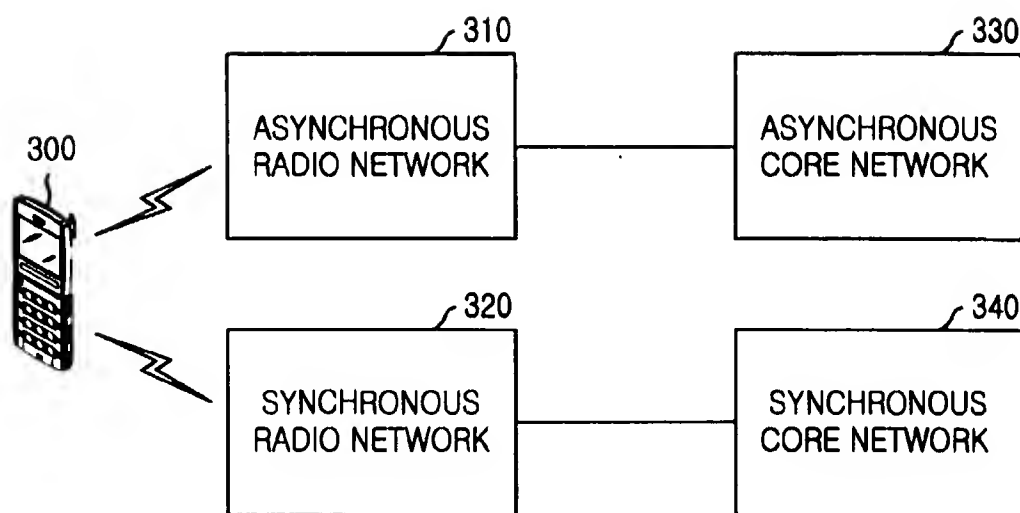 310
330
ASYNCHRONOUS
RADIO NETWORK
ASYNCHRONOUS
CORE NETWORK
300
320
340
SYNCHRONOUS
RADIO NETWORK
SYNCHRONOUS
CORE NETWORK